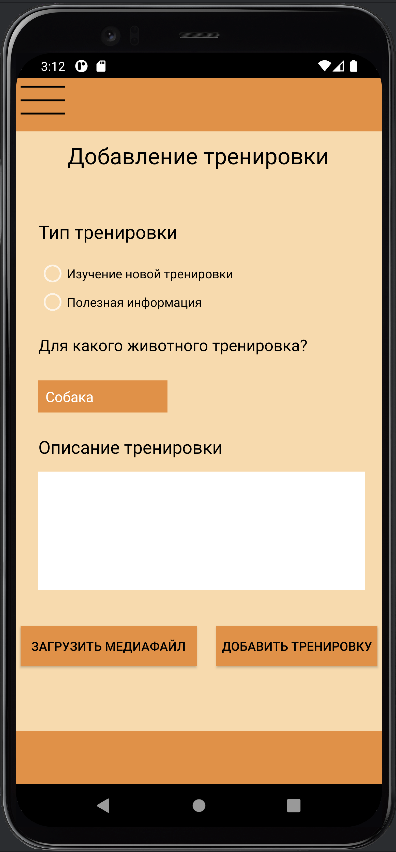 3:12
Добавление тренировки
Тип тренировки
Изучение новой тренировки
Полезная информация
Для какого животного тренировка?
Собака
Описание тренировки
ЗАГРУЗИТЬ МЕДИАФАЙЛ ДОБАВИТЬ ТРЕНИРОВКУ